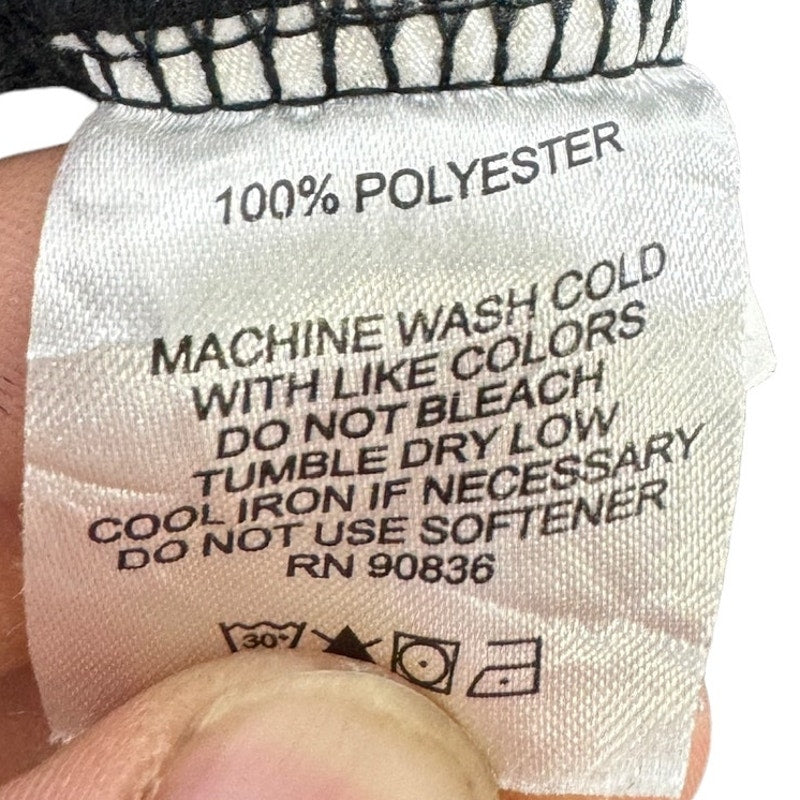 100% POLYESTER
MACHINE WASH COLD
WITH LIKE COLORS
DO NOT BLEACH
TUMBLE DRY LOW
COOL IRON IF NECESSARY
DO NOT USE SOFTENER
RN 90836
30°